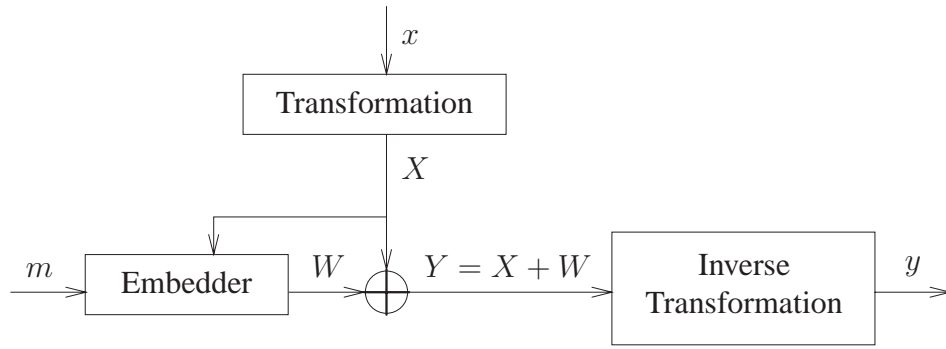 x
Transformation
X
m
Embedder
W
Y = X + W
Inverse
Transformation
y